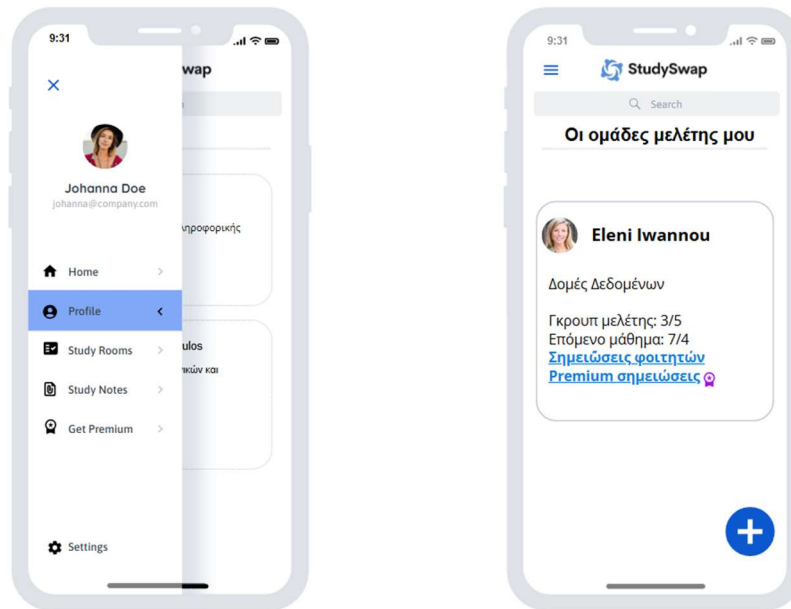 9:31
wap
Johanna Doe
johanna@company.com
Home
Profile
Study Rooms
Study Notes
Get Premium
Settings
ηροφορικής
ulos
ικών και
9:31
StudySwap
Search
Οι ομάδες μελέτης μου
Eleni Iwannou
Δομές Δεδομένων
Γκρουπ μελέτης: 3/5
Επόμενο μάθημα: 7/4
Σημειώσεις φοιτητών
Premium σημειώσεις